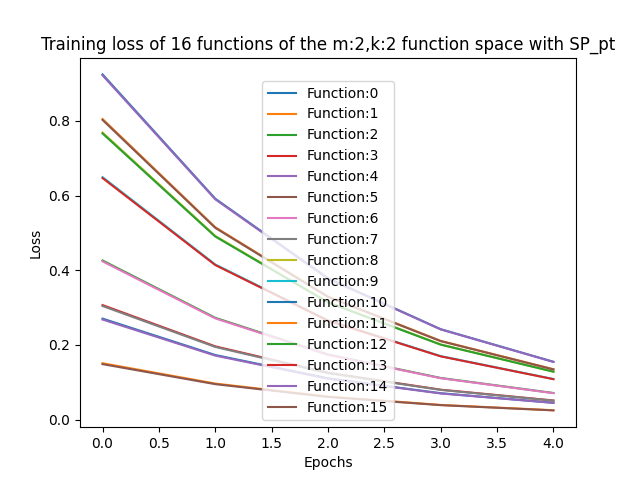 Training loss of 16 functions of the m:2,k:2 function space with SP_pt
Loss
0.8
0.6
0.4
0.2
0.0
Function:0
Function:1
Function:2
Function:3
Function:4
Function:5
Function:6
Function:7
Function:8
Function:9
Function:10
Function:11
Function:12
Function:13
Function:14
Function:15
0.0 0.5 1.0 1.5 2.0 2.5 3.0 3.5 4.0
Epochs